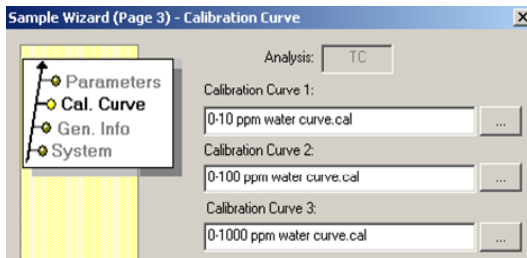 Sample Wizard (Page 3) - Calibration Curve
Parameters
Cal. Curve
Gen. Info
System
Analysis: TC
Calibration Curve 1:
0-10 ppm water curve.cal ...
Calibration Curve 2:
0-100 ppm water curve.cal ...
Calibration Curve 3:
0-1000 ppm water curve.cal ...